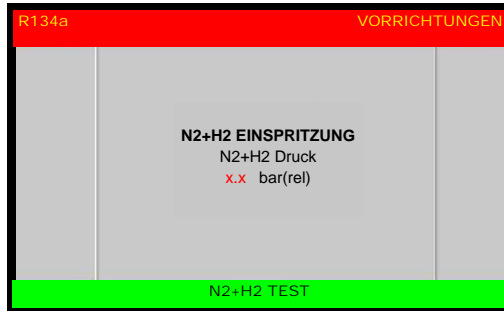 R134a VORRICHTUNGEN
N2+H2 EINSPRITZUNG
N2+H2 Druck
x.x bar(rel)
N2+H2 TEST